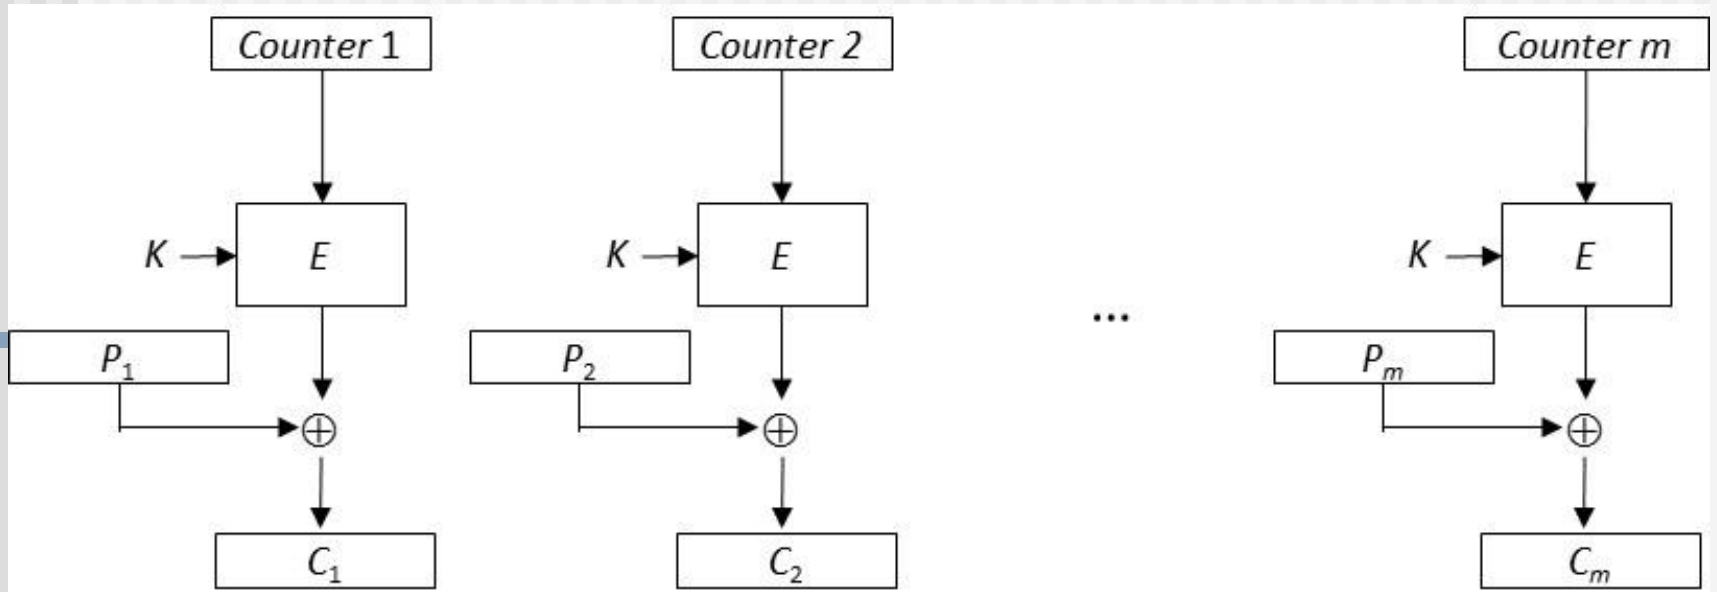 Counter 1 Counter 2 Counter m
K E K E K E
...
P1 P2 Pm
⊕ ⊕ ⊕
C1 C2 Cm